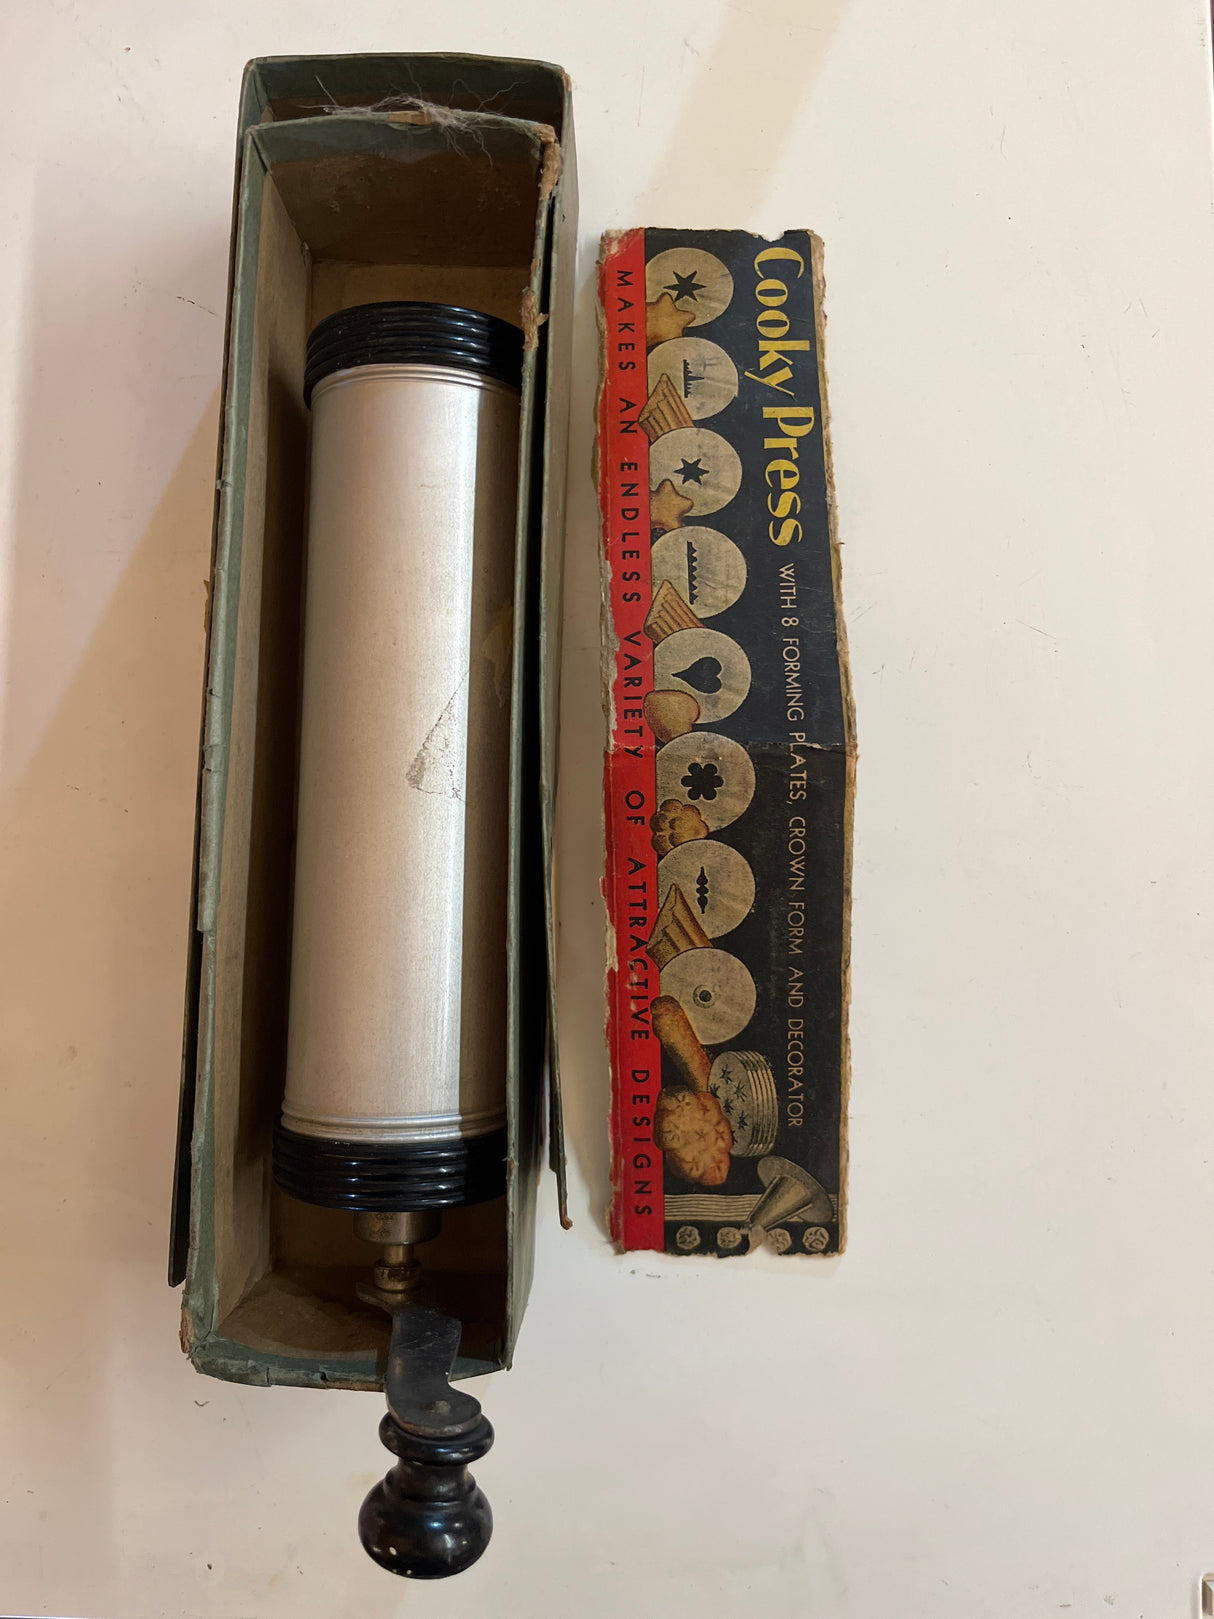 Cooky Press WITH 8 FORMING PLATES, CROWN FORM AND DECORATOR
MAKES AN ENDLESS VARIETY OF ATTRACTIVE DESIGNS